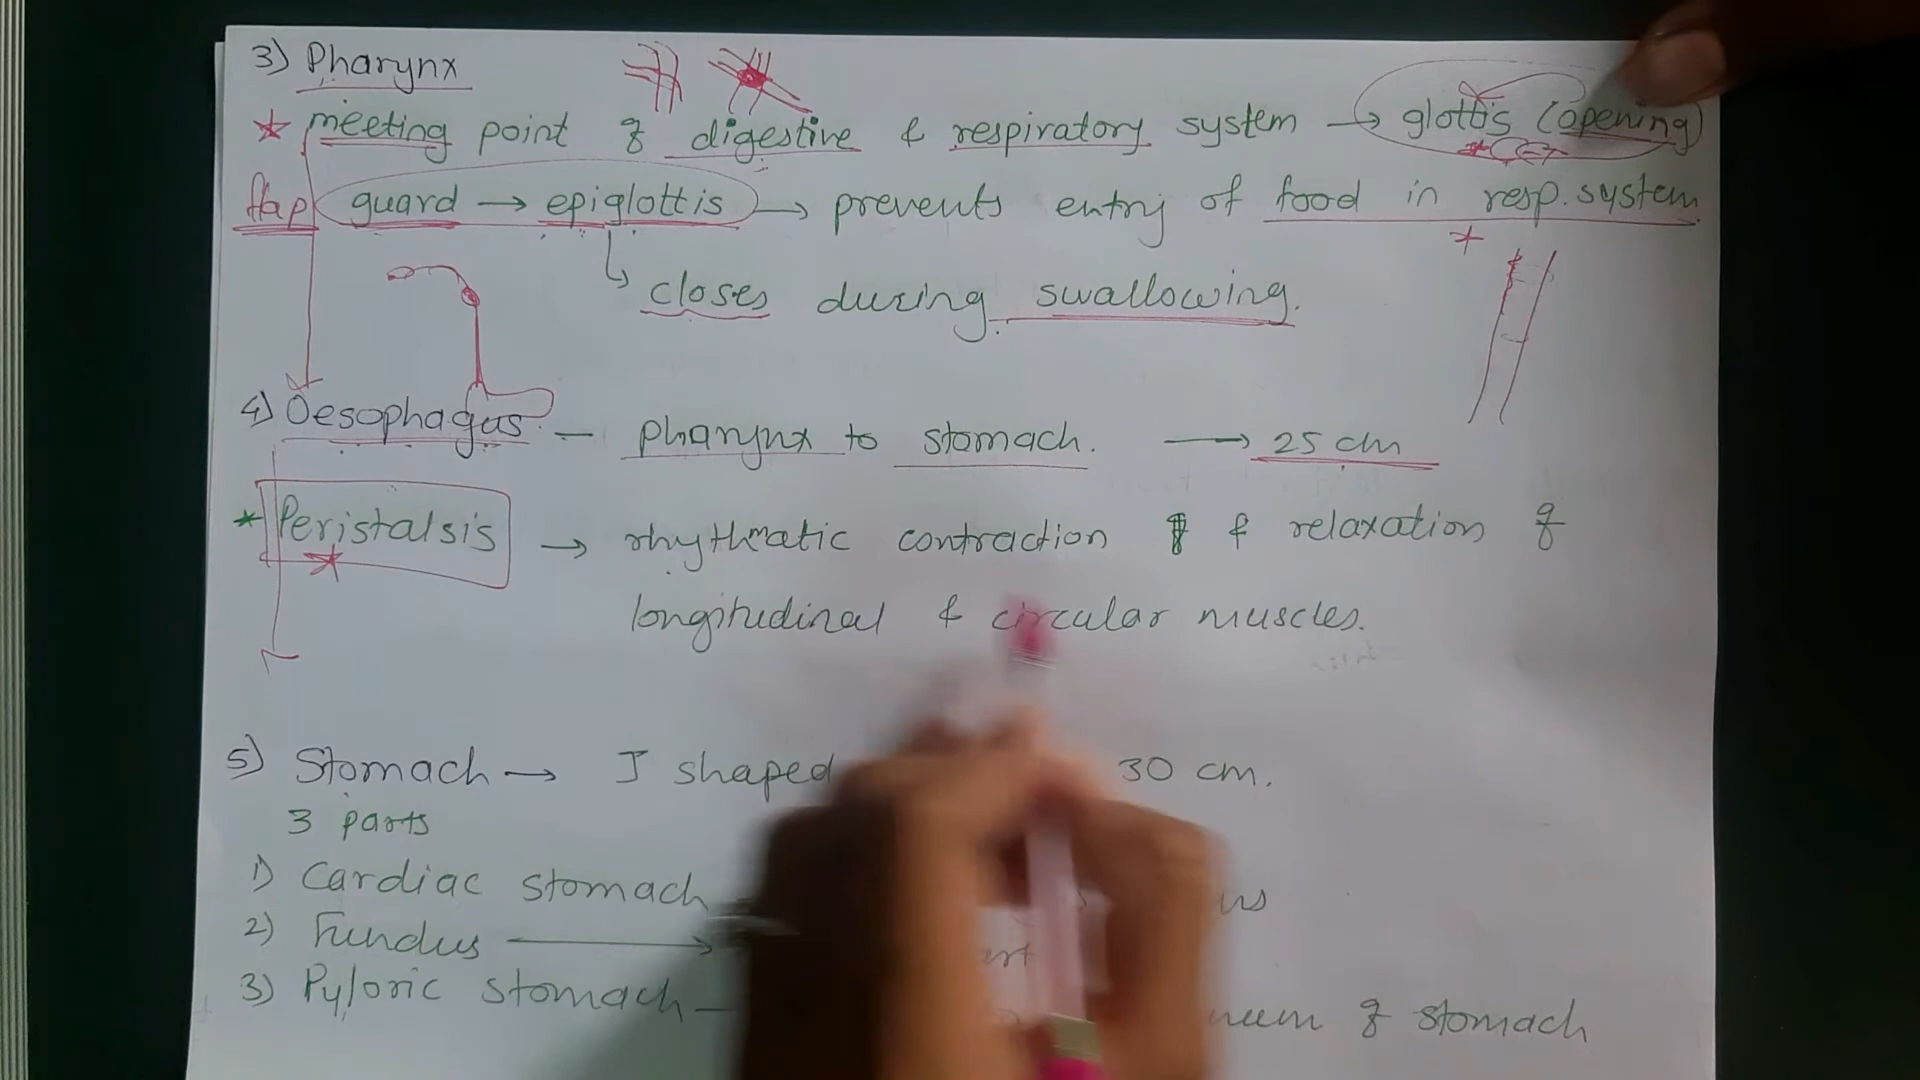 3) Pharynx
* meeting point of digestive & respiratory system → glottis (opening)
* CET
flap guard → epiglottis → prevents entry of food in resp. system
↳ closes during swallowing.
4) Oesophagus - pharynx to stomach. → 25 cm
* Peristalsis → rhythmatic contraction & relaxation of
longitudinal & circular muscles.
5) Stomach → J shaped 30 cm.
3 parts
1) Cardiac stomach
2) Fundus →
3) Pyloric stomach - of stomach